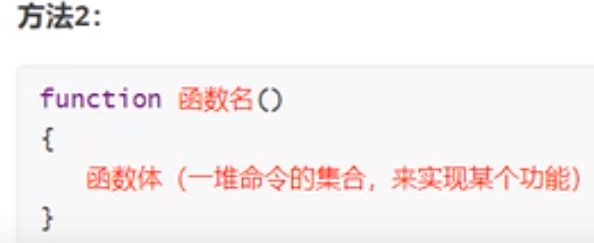 方法2：
function 函数名()
{
函数体（一堆命令的集合，来实现某个功能）
}